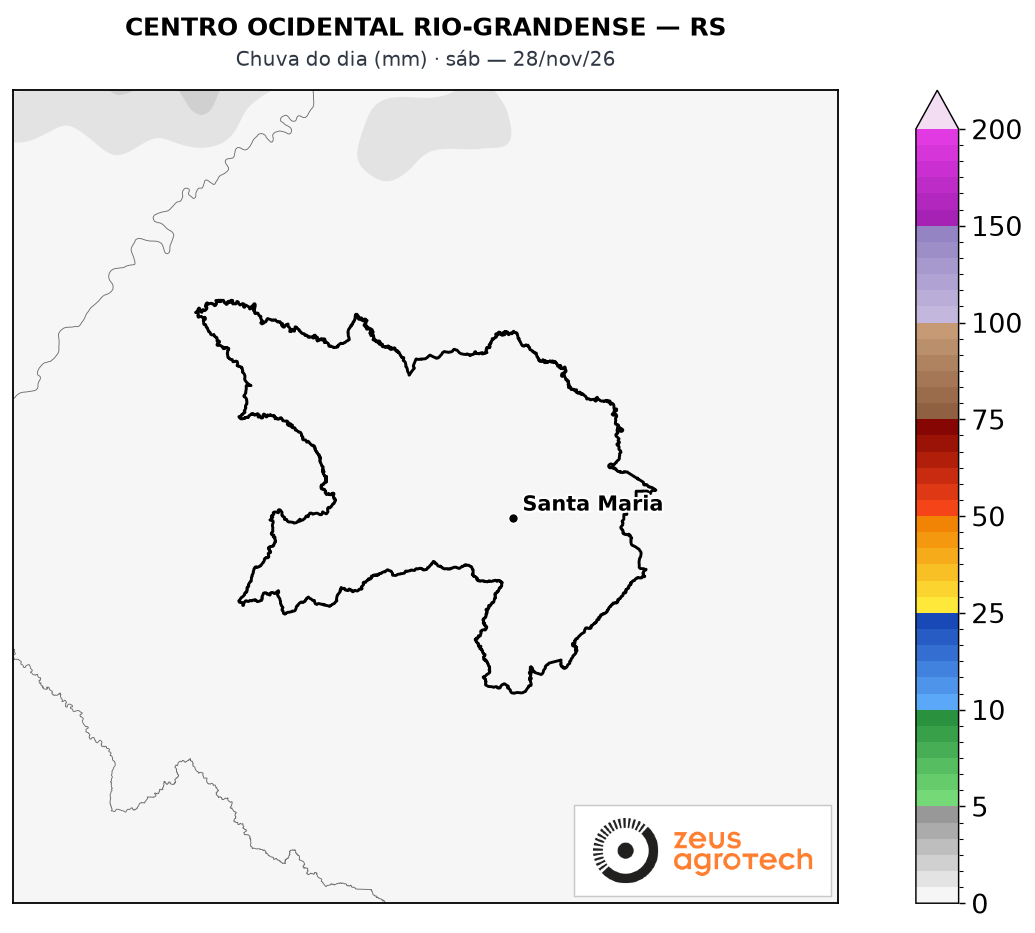 CENTRO OCIDENTAL RIO-GRANDENSE — RS
Chuva do dia (mm) · sáb — 28/nov/26
200
150
100
75
50
25
10
5
0
Santa Maria
zeus
agrotech